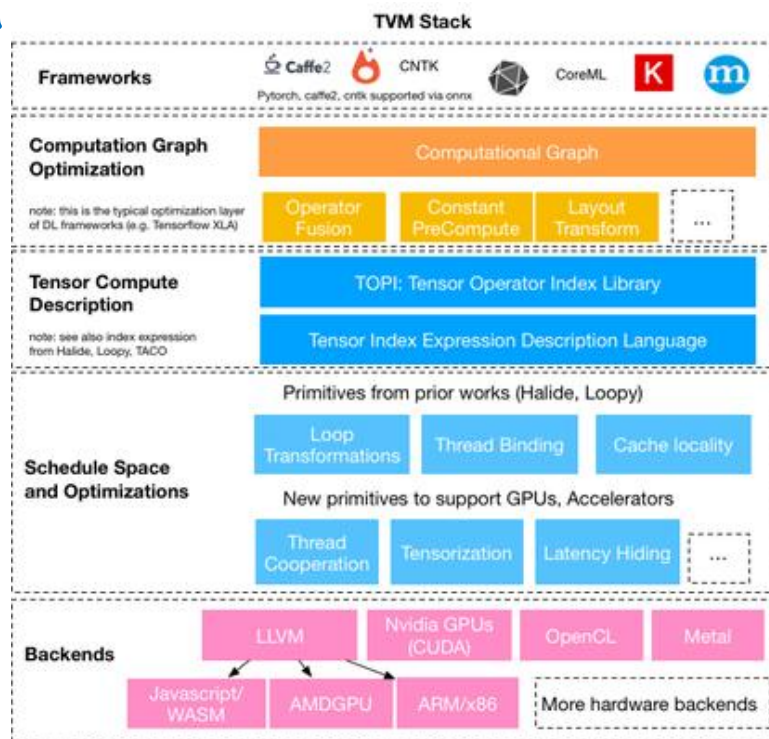 TVM Stack
Frameworks
Caffe2
CNTK
CoreML
K
m
Pytorch, caffe2, cntk supported via onnx
Computation Graph
Optimization
note: this is the typical optimization layer
of DL frameworks (e.g. Tensorflow XLA)
Computational Graph
Operator
Fusion
Constant
PreCompute
Layout
Transform
...
Tensor Compute
Description
note: see also index expression
from Halide, Loopy, TACO
TOPI: Tensor Operator Index Library
Tensor Index Expression Description Language
Schedule Space
and Optimizations
Primitives from prior works (Halide, Loopy)
Loop
Transformations
Thread Binding
Cache locality
New primitives to support GPUs, Accelerators
Thread
Cooperation
Tensorization
Latency Hiding
...
Backends
LLVM
Nvidia GPUs
(CUDA)
OpenCL
Metal
Javascript/
WASM
AMDGPU
ARM/x86
More hardware backends